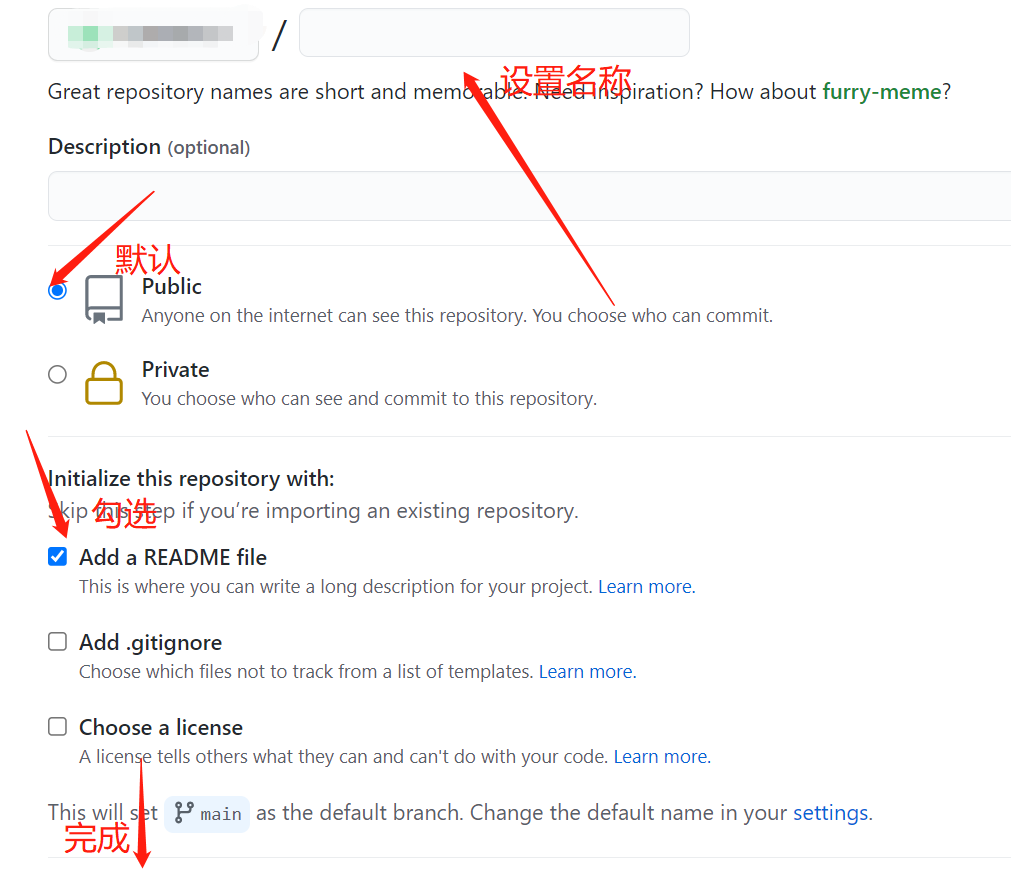 /
设置名称
Great repository names are short and memorable. Need inspiration? How about furry-meme?
Description (optional)
默认
Public
Anyone on the internet can see this repository. You choose who can commit.
Private
You choose who can see and commit to this repository.
Initialize this repository with:
勾选
Skip this step if you're importing an existing repository.
Add a README file
This is where you can write a long description for your project. Learn more.
Add .gitignore
Choose which files not to track from a list of templates. Learn more.
Choose a license
A license tells others what they can and can't do with your code. Learn more.
This will set main as the default branch. Change the default name in your settings.
完成